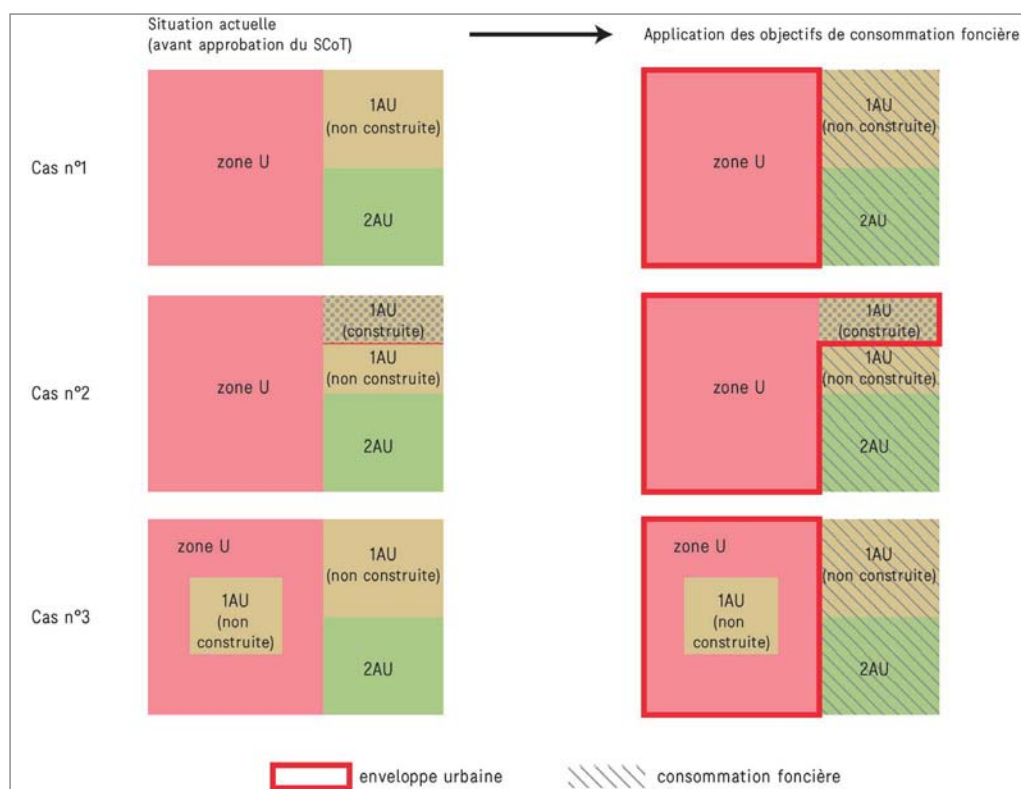 Situation actuelle
(avant approbation du SCoT)
Application des objectifs de consommation foncière
Cas n°1
zone U
1AU
(non construite)
2AU
zone U
1AU
(non construite)
2AU
Cas n°2
zone U
1AU
(construite)
1AU
(non construite)
2AU
zone U
1AU
(construite)
1AU
(non construite)
2AU
Cas n°3
zone U
1AU
(non
construite)
1AU
(non construite)
2AU
zone U
1AU
(non
construite)
1AU
(non construite)
2AU
enveloppe urbaine
consommation foncière